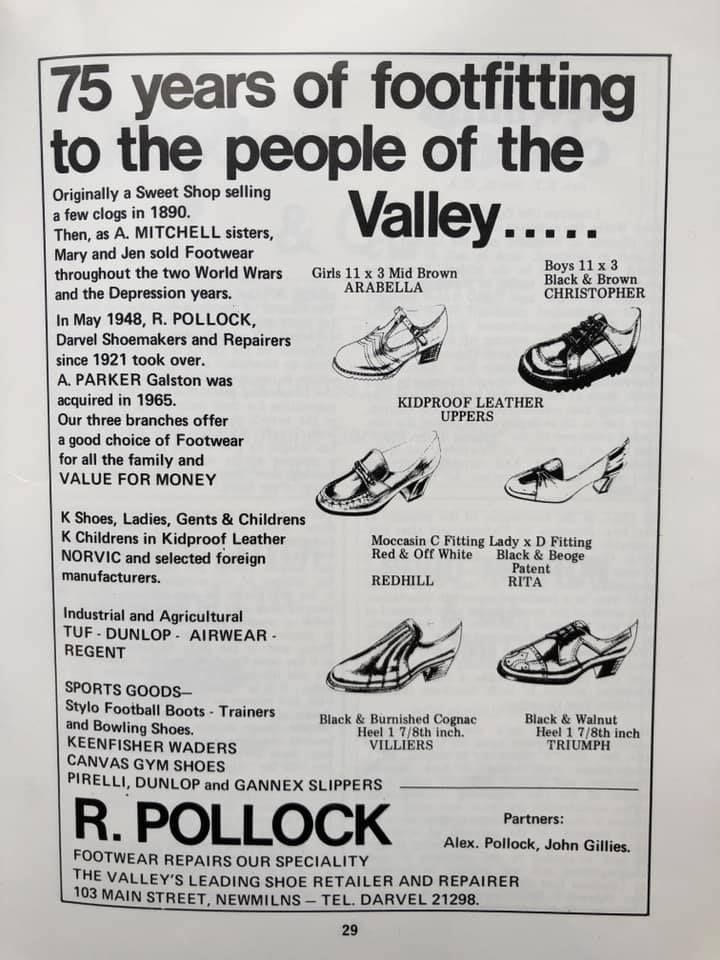 75 years of footfitting
to the people of the
Valley.....
Originally a Sweet Shop selling
a few clogs in 1890.
Then, as A. MITCHELL sisters,
Mary and Jen sold Footwear
throughout the two World Wrars
and the Depression years.
In May 1948, R. POLLOCK,
Darvel Shoemakers and Repairers
since 1921 took over.
A. PARKER Galston was
acquired in 1965.
Our three branches offer
a good choice of Footwear
for all the family and
VALUE FOR MONEY
K Shoes, Ladies, Gents & Childrens
K Childrens in Kidproof Leather
NORVIC and selected foreign
manufacturers.
Industrial and Agricultural
TUF - DUNLOP - AIRWEAR -
REGENT
SPORTS GOODS—
Stylo Football Boots - Trainers
and Bowling Shoes.
KEENFISHER WADERS
CANVAS GYM SHOES
PIRELLI, DUNLOP and GANNEX SLIPPERS
Girls 11 x 3 Mid Brown
ARABELLA
Boys 11 x 3
Black & Brown
CHRISTOPHER
KIDPROOF LEATHER
UPPERS
Moccasin C Fitting
Red & Off White
REDHILL
Lady x D Fitting
Black & Beoge
Patent
RITA
Black & Burnished Cognac
Heel 1 7/8th inch.
VILLIERS
Black & Walnut
Heel 1 7/8th inch
TRIUMPH
R. POLLOCK
Partners:
Alex. Pollock, John Gillies.
FOOTWEAR REPAIRS OUR SPECIALITY
THE VALLEY'S LEADING SHOE RETAILER AND REPAIRER
103 MAIN STREET, NEWMILNS — TEL. DARVEL 21298.
29